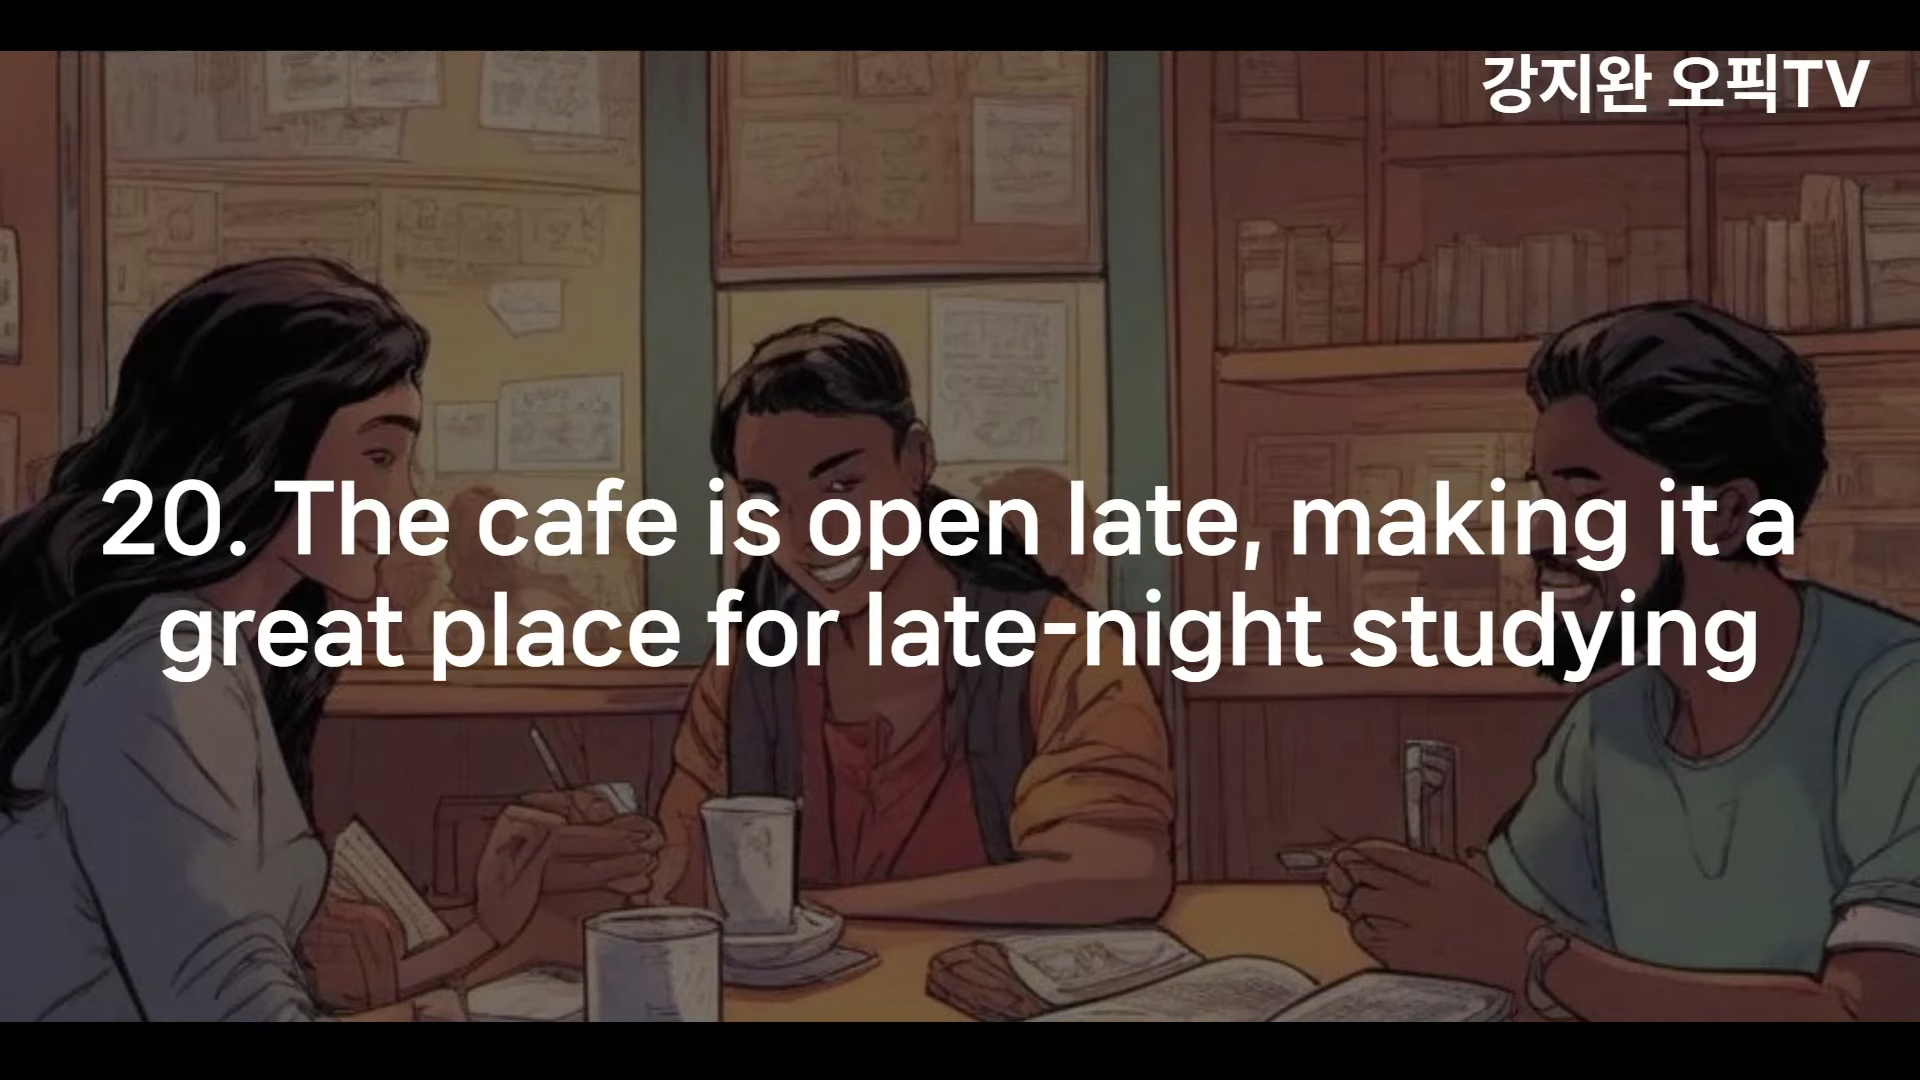 강지완 오픽TV
20. The cafe is open late, making it a
great place for late-night studying